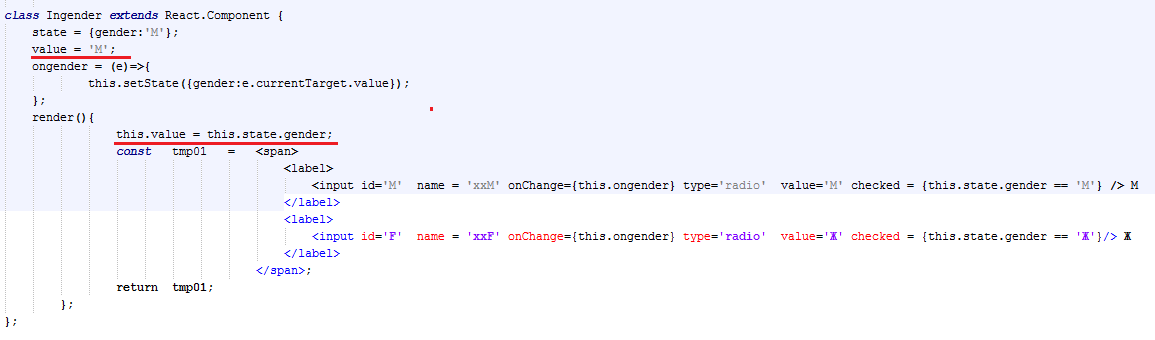 class Ingender extends React.Component {
state = {gender:'M'};
value = 'M';
ongender = (e)=>{
this.setState({gender:e.currentTarget.value});
};
render(){
this.value = this.state.gender;
const tmp01 = <span>
<label>
<input id='M' name = 'xxM' onChange={this.ongender} type='radio' value='M' checked = {this.state.gender == 'M'} /> M
</label>
<label>
<input id='F' name = 'xxF' onChange={this.ongender} type='radio' value='Ж' checked = {this.state.gender == 'Ж'}/> Ж
</label>
</span>;
return tmp01;
};
};